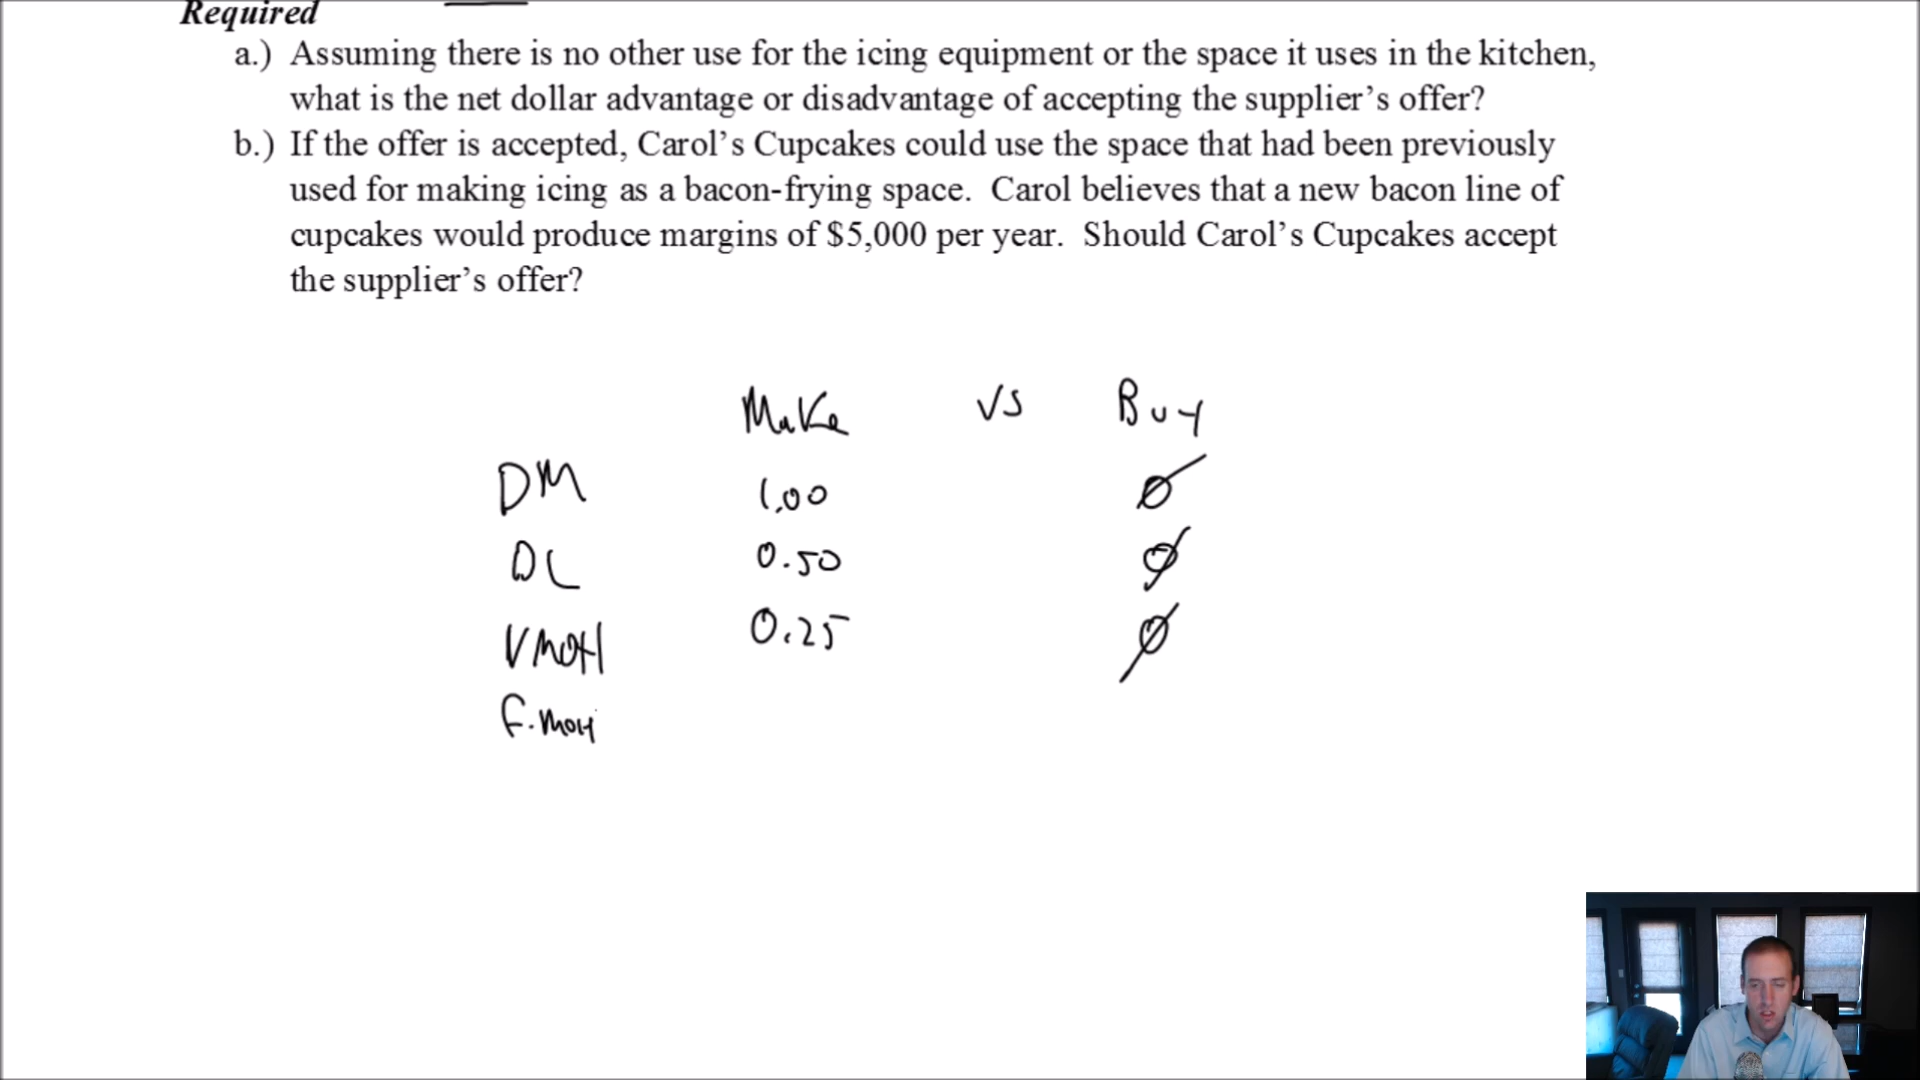 Required
a.) Assuming there is no other use for the icing equipment or the space it uses in the kitchen,
what is the net dollar advantage or disadvantage of accepting the supplier’s offer?
b.) If the offer is accepted, Carol’s Cupcakes could use the space that had been previously
used for making icing as a bacon-frying space. Carol believes that a new bacon line of
cupcakes would produce margins of $5,000 per year. Should Carol’s Cupcakes accept
the supplier’s offer?
Make vs Buy
DM 1.00 0
DL 0.50 0
VMOH 0.25 0
F.MOH